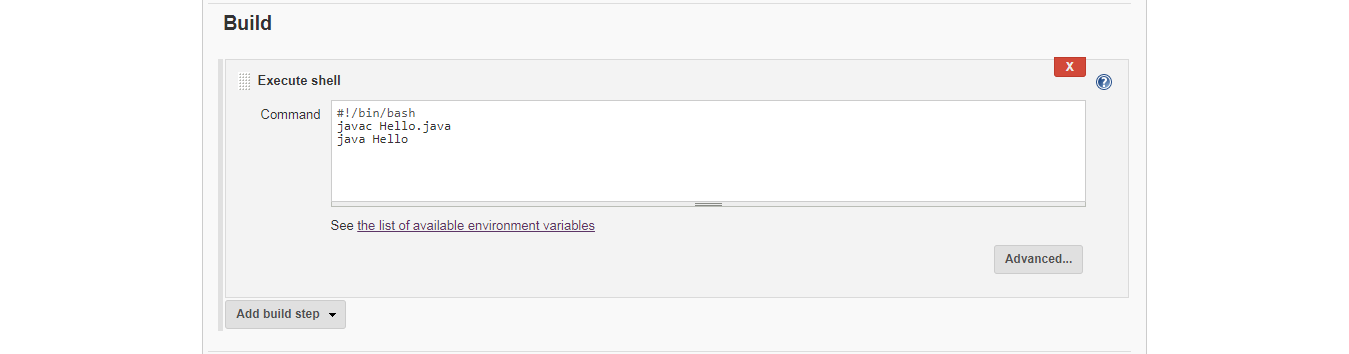 Build
X
Execute shell
?
Command
#!/bin/bash
javac Hello.java
java Hello
See the list of available environment variables
Advanced...
Add build step